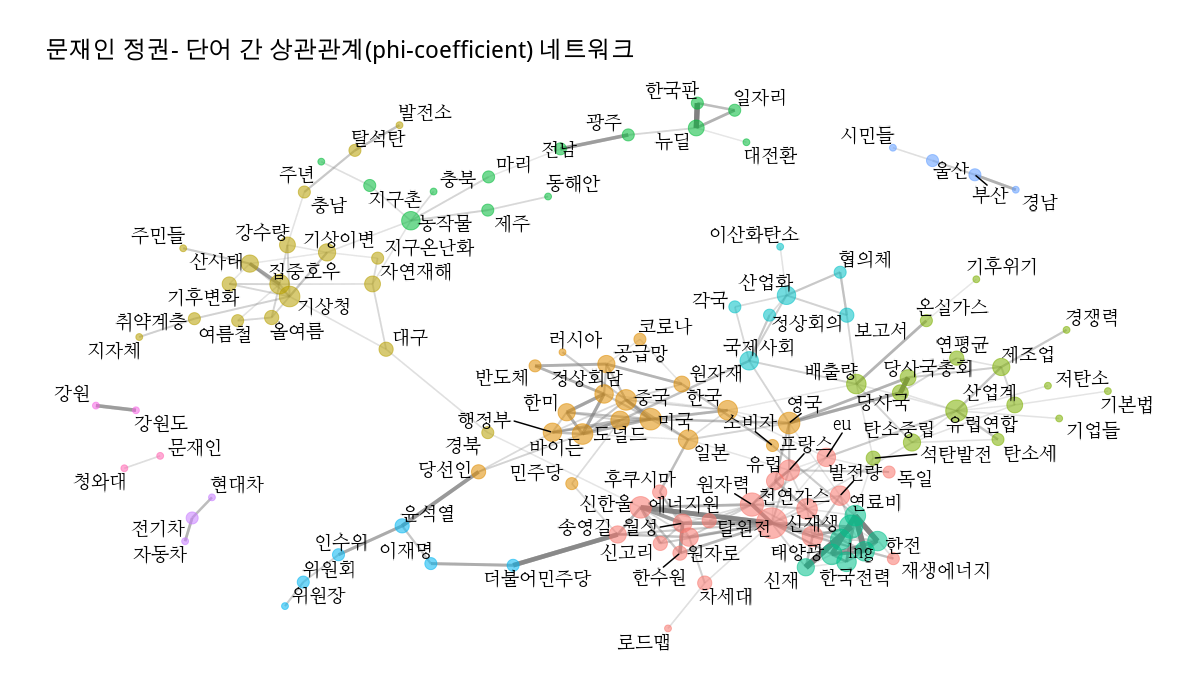 문재인 정권- 단어 간 상관관계(phi-coefficient) 네트워크
한국판
일자리
발전소
광주
탈석탄
전남
뉴딜
시민들
대전환
마리
주년
충북
동해안
울산
지구촌
부산
충남
경남
제주
농작물
강수량
주민들
기상이변
이산화탄소
지구온난화
협의체
산사태
집중호우
자연재해
기후위기
산업화
기후변화
각국
기상청
온실가스
취약계층
정상회의
경쟁력
여름철
올여름
보고서
코로나
러시아
대구
연평균
지자체
국제사회
공급망
제조업
당사국총회
원자재
배출량
반도체
정상회담
저탄소
강원
중국
한국
산업계
한미
당사국
영국
기본법
강원도
행정부
미국
소비자
eu
유럽연합
기업들
도널드
탄소중립
문재인
경북
바이든
일본
프랑스
석탄발전
탄소세
당선인
민주당
유럽
발전량
청와대
후쿠시마
독일
현대차
원자력
천연가스
신한울
에너지원
연료비
윤석열
전기차
송영길
월성
탈원전
신재생
인수위
자동차
이재명
신고리
원자로
태양광
lng
한전
위원회
더불어민주당
한수원
신재
한국전력
재생에너지
위원장
차세대
로드맵